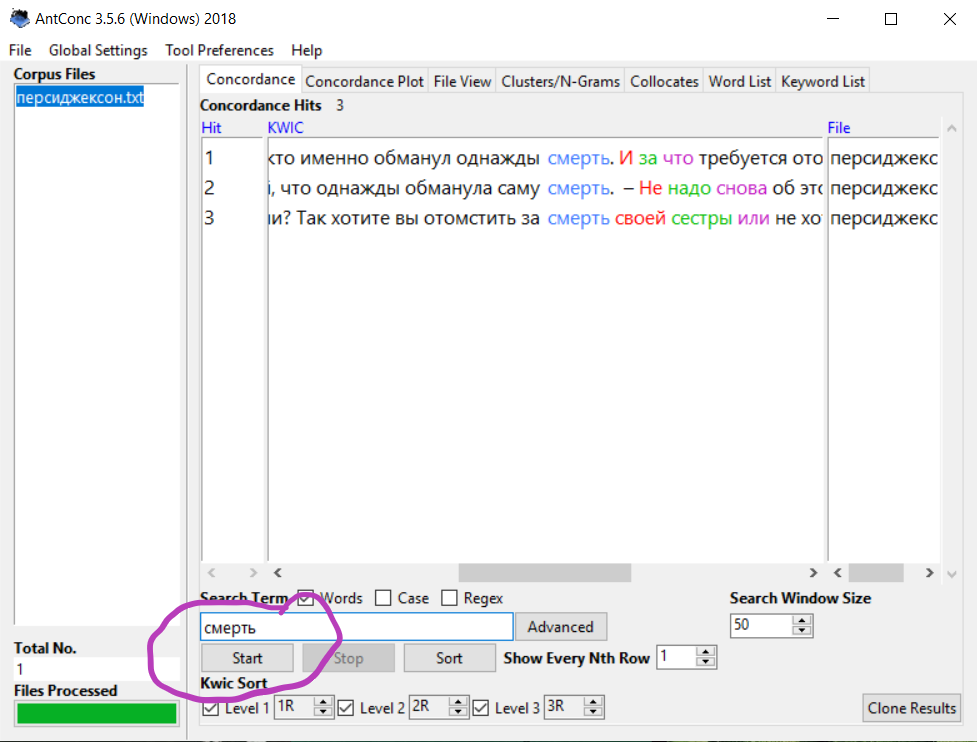 AntConc 3.5.6 (Windows) 2018
File Global Settings Tool Preferences Help
Corpus Files
персиджексон.txt
Concordance Concordance Plot File View Clusters/N-Grams Collocates Word List Keyword List
Concordance Hits 3
Hit KWIC File
1 кто именно обманул однажды смерть. И за что требуется ото персиджекс
2 , что однажды обманула саму смерть. – Не надо снова об это персиджекс
3 и? Так хотите вы отомстить за смерть своей сестры или не хо персиджекс
Search Term Words Case Regex Search Window Size
смерть Advanced 50
Total No.
1
Start Stop Sort Show Every Nth Row 1
Files Processed
Kwic Sort
Level 1 1R Level 2 2R Level 3 3R Clone Results